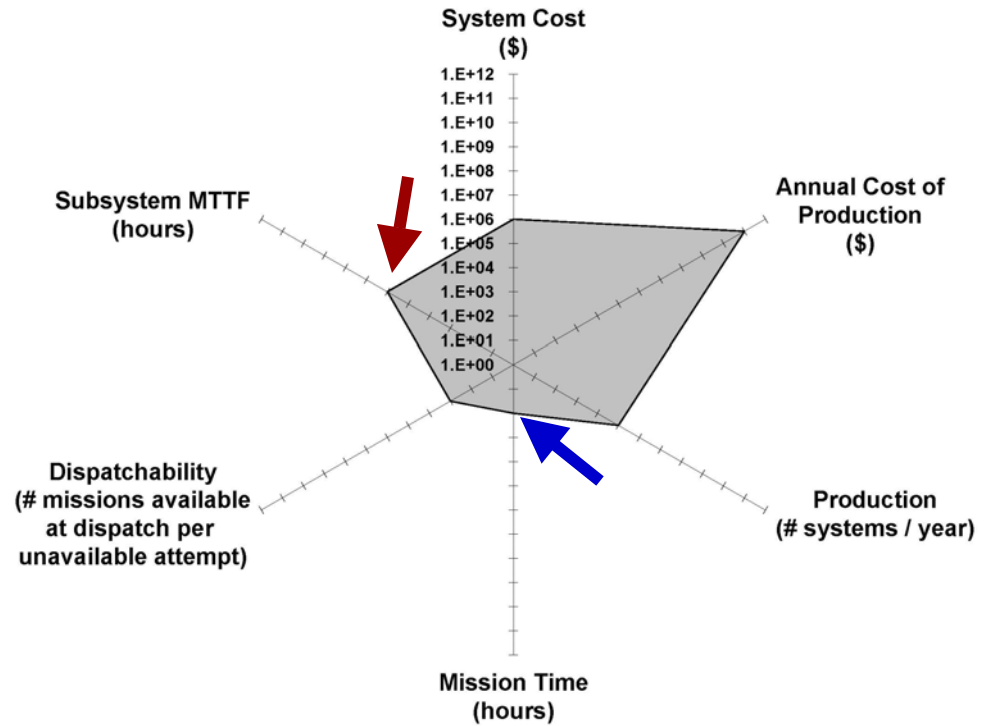 System Cost
($)
1.E+12
1.E+11
1.E+10
1.E+09
1.E+08
1.E+07
1.E+06
1.E+05
1.E+04
1.E+03
1.E+02
1.E+01
1.E+00
Annual Cost of
Production
($)
Subsystem MTTF
(hours)
Dispatchability
(# missions available
at dispatch per
unavailable attempt)
Production
(# systems / year)
Mission Time
(hours)